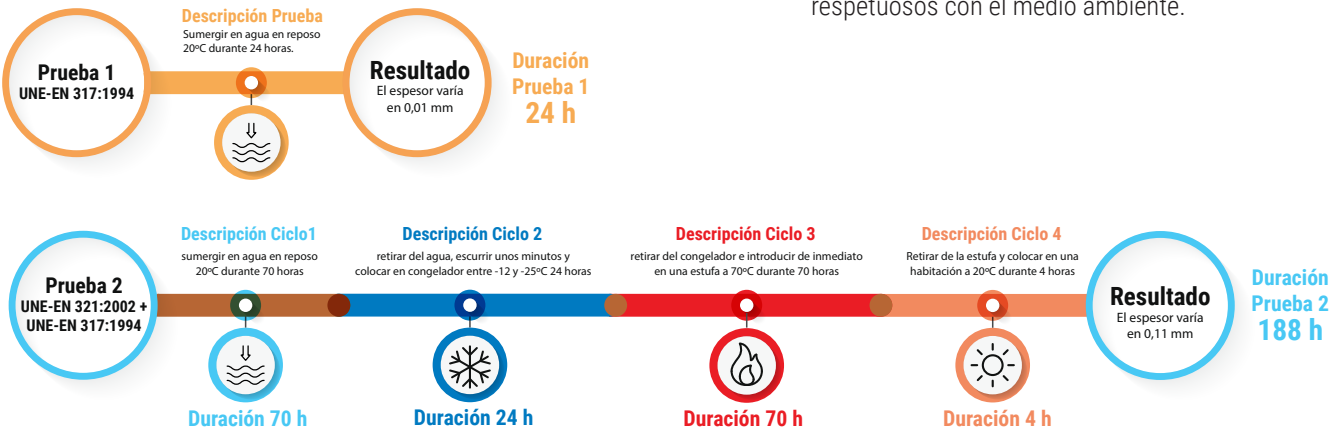 respetuosos con el medio ambiente.
Descripción Prueba
Sumergir en agua en reposo
20ºC durante 24 horas.
Prueba 1
UNE-EN 317:1994
Resultado
El espesor varía
en 0,01 mm
Duración
Prueba 1
24 h
Descripción Ciclo1
sumergir en agua en reposo
20ºC durante 70 horas
Descripción Ciclo 2
retirar del agua, escurrir unos minutos y
colocar en congelador entre -12 y -25ºC 24 horas
Descripción Ciclo 3
retirar del congelador e introducir de inmediato
en una estufa a 70ºC durante 70 horas
Descripción Ciclo 4
Retirar de la estufa y colocar en una
habitación a 20ºC durante 4 horas
Prueba 2
UNE-EN 321:2002 +
UNE-EN 317:1994
Resultado
El espesor varía
en 0,11 mm
Duración
Prueba 2
188 h
Duración 70 h
Duración 24 h
Duración 70 h
Duración 4 h